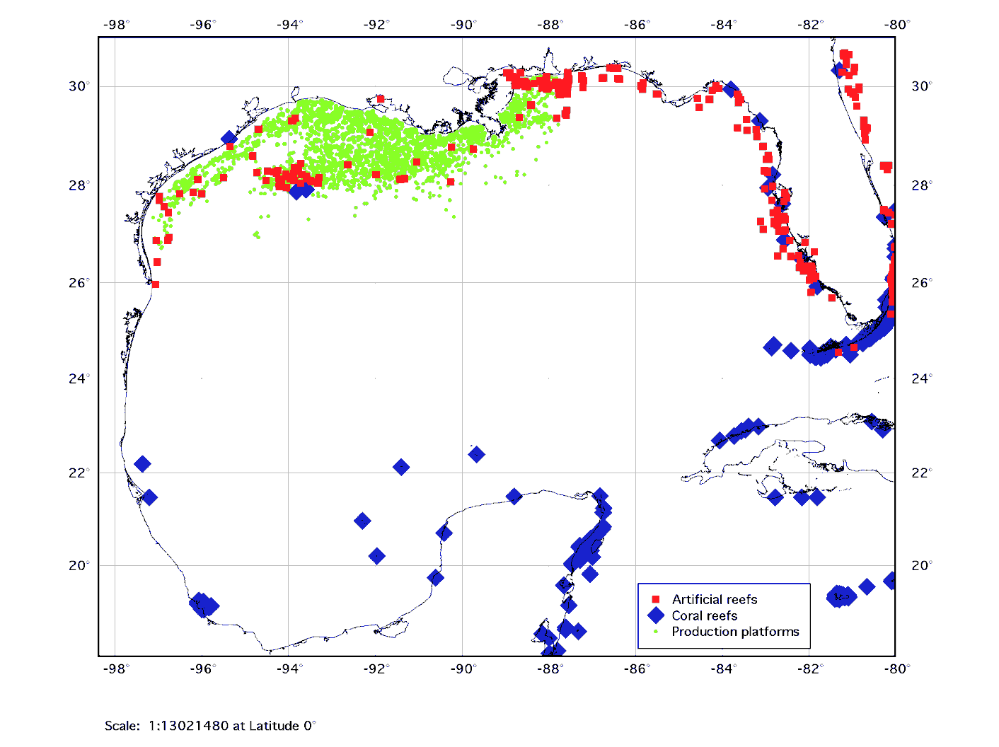 -98° -96° -94° -92° -90° -88° -86° -84° -82° -80°
30° 30°
28° 28°
26° 26°
24° 24°
22° 22°
20° 20°
Artificial reefs
Coral reefs
Production platforms
-98° -96° -94° -92° -90° -88° -86° -84° -82° -80°
Scale: 1:13021480 at Latitude 0°